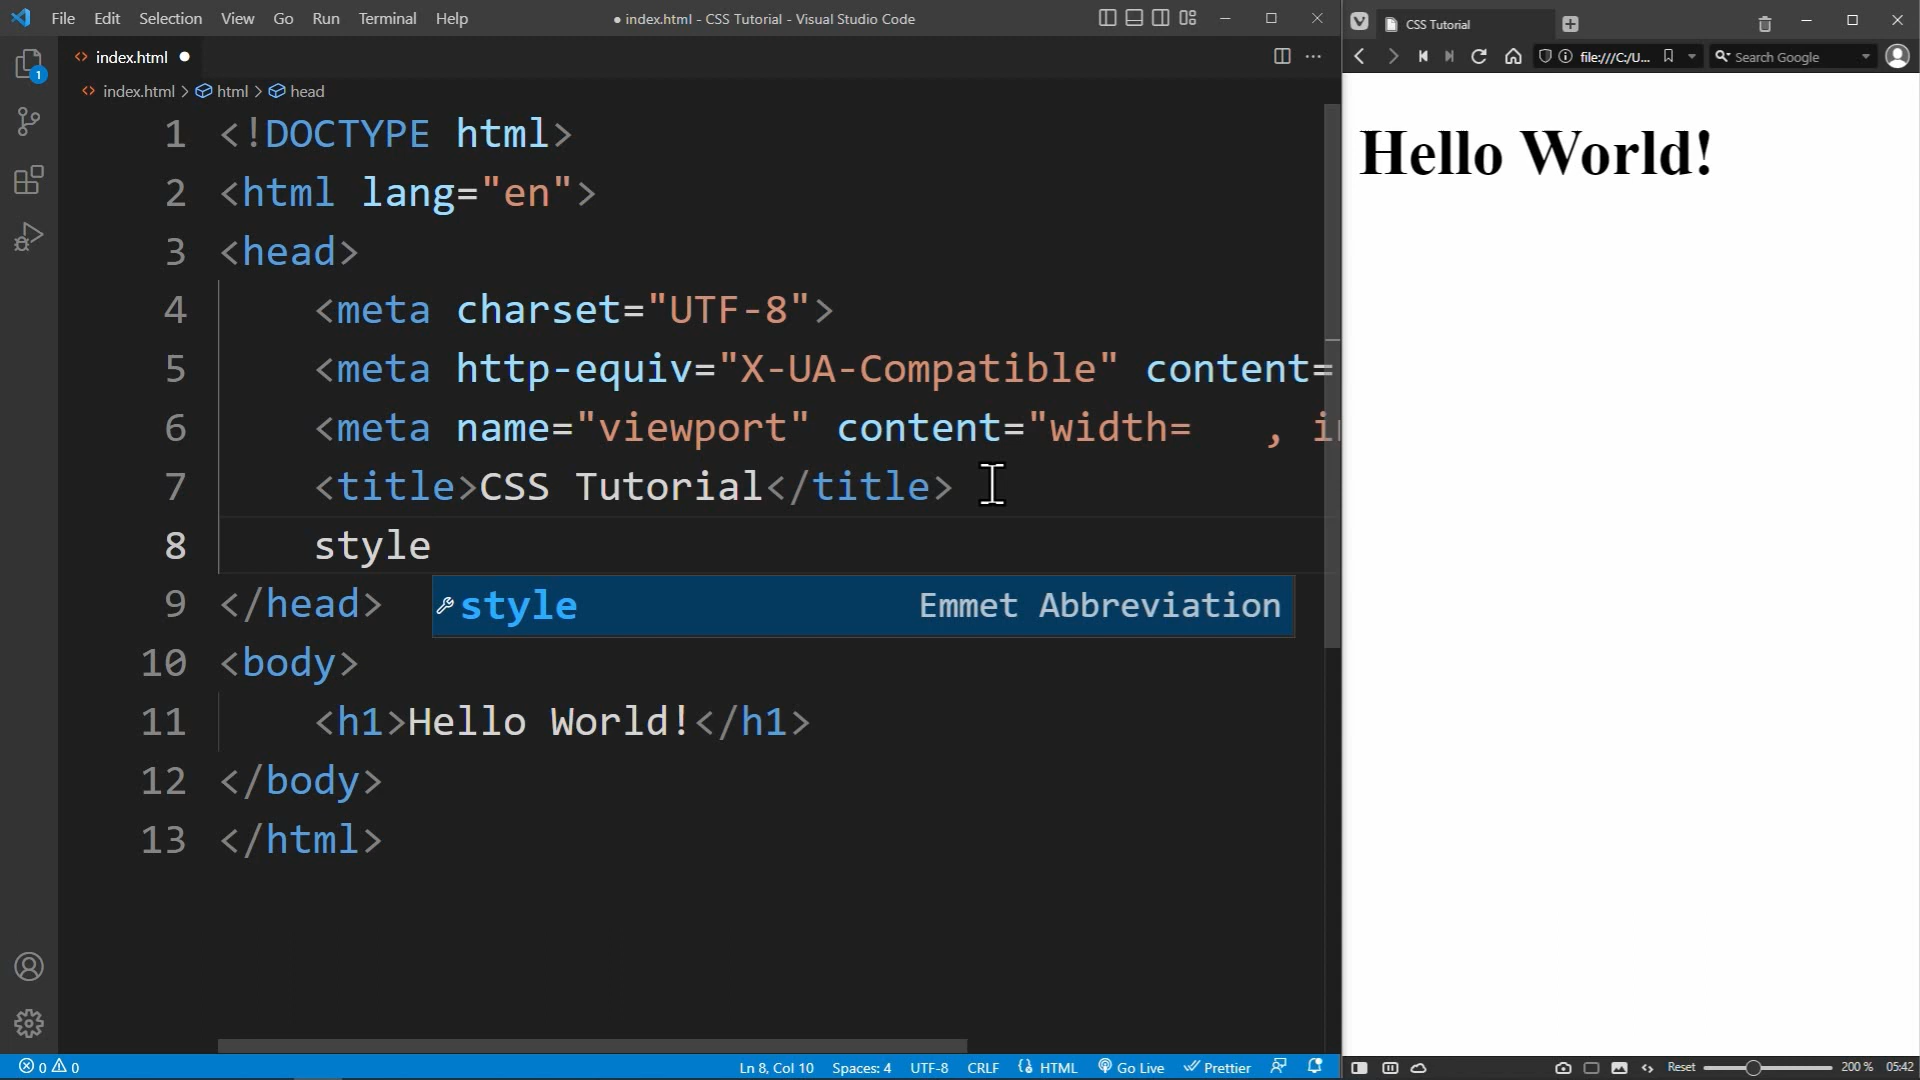 File Edit Selection View Go Run Terminal Help
● index.html - CSS Tutorial - Visual Studio Code
index.html ●
index.html > html > head
1 <!DOCTYPE html>
2 <html lang="en">
3 <head>
4 <meta charset="UTF-8">
5 <meta http-equiv="X-UA-Compatible" content=
6 <meta name="viewport" content="width= , in
7 <title>CSS Tutorial</title>
8 style
style Emmet Abbreviation
9 </head>
10 <body>
11 <h1>Hello World!</h1>
12 </body>
13 </html>
1
0 0
Ln 8, Col 10 Spaces: 4 UTF-8 CRLF HTML Go Live Prettier
CSS Tutorial
file:///C:/U... Search Google
Hello World!
Reset 200 % 05:42